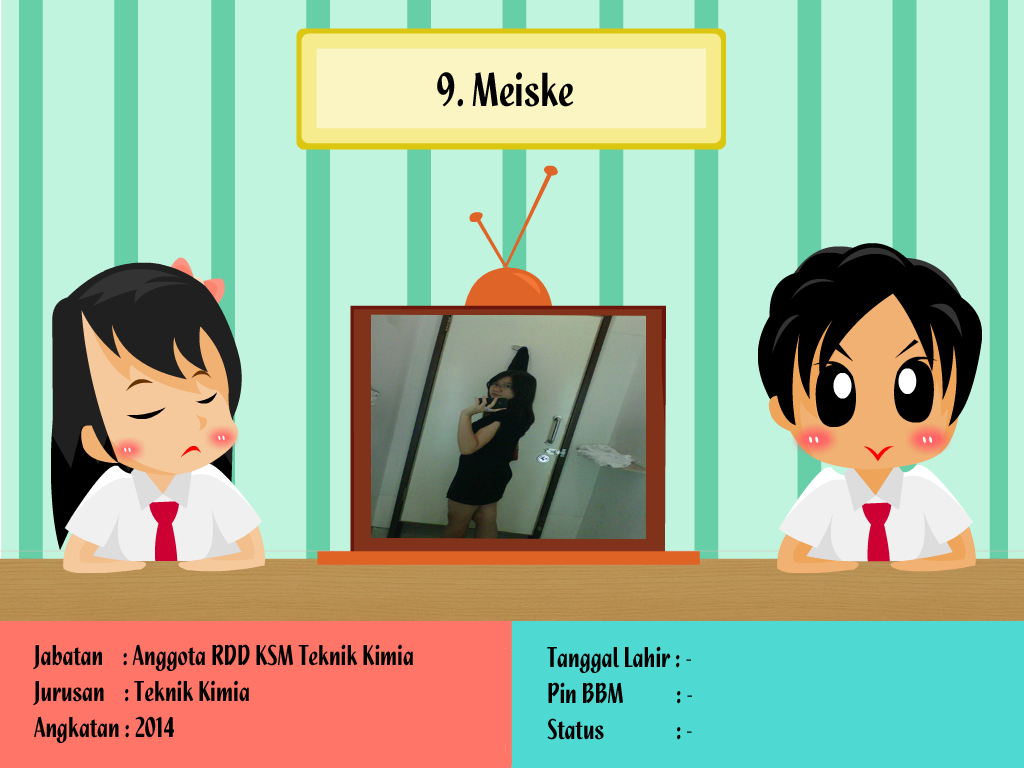 9. Meiske
Jabatan : Anggota RDD KSM Teknik Kimia
Jurusan : Teknik Kimia
Angkatan : 2014
Tanggal Lahir : -
Pin BBM : -
Status : -